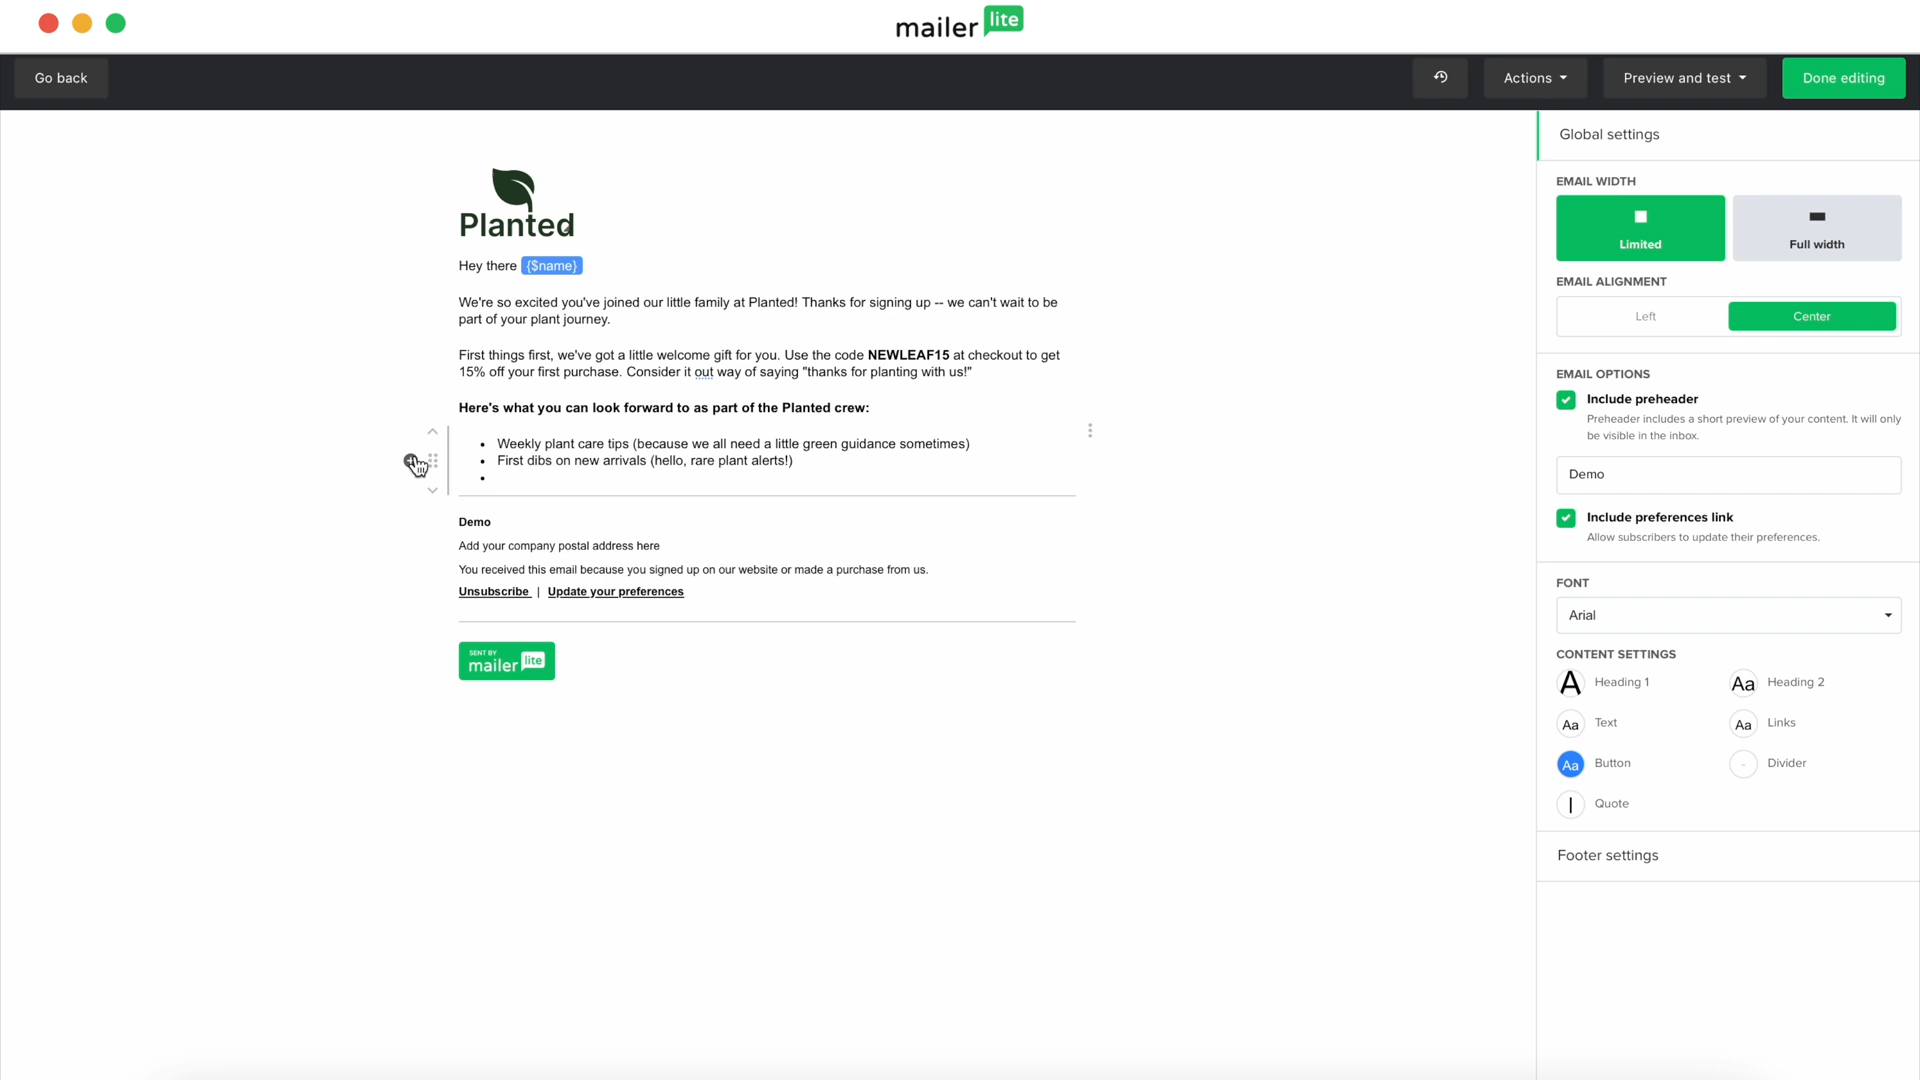 mailer lite
Go back
Actions
Preview and test
Done editing
Planted
Hey there {$name}
We're so excited you've joined our little family at Planted! Thanks for signing up -- we can't wait to be
part of your plant journey.
First things first, we've got a little welcome gift for you. Use the code NEWLEAF15 at checkout to get
15% off your first purchase. Consider it out way of saying "thanks for planting with us!"
Here's what you can look forward to as part of the Planted crew:
• Weekly plant care tips (because we all need a little green guidance sometimes)
• First dibs on new arrivals (hello, rare plant alerts!)
•
Demo
Add your company postal address here
You received this email because you signed up on our website or made a purchase from us.
Unsubscribe | Update your preferences
SENT BY
mailer lite
Global settings
EMAIL WIDTH
Limited
Full width
EMAIL ALIGNMENT
Left
Center
EMAIL OPTIONS
Include preheader
Preheader includes a short preview of your content. It will only
be visible in the inbox.
Demo
Include preferences link
Allow subscribers to update their preferences.
FONT
Arial
CONTENT SETTINGS
A Heading 1
Aa Heading 2
Aa Text
Aa Links
Aa Button
- Divider
| Quote
Footer settings